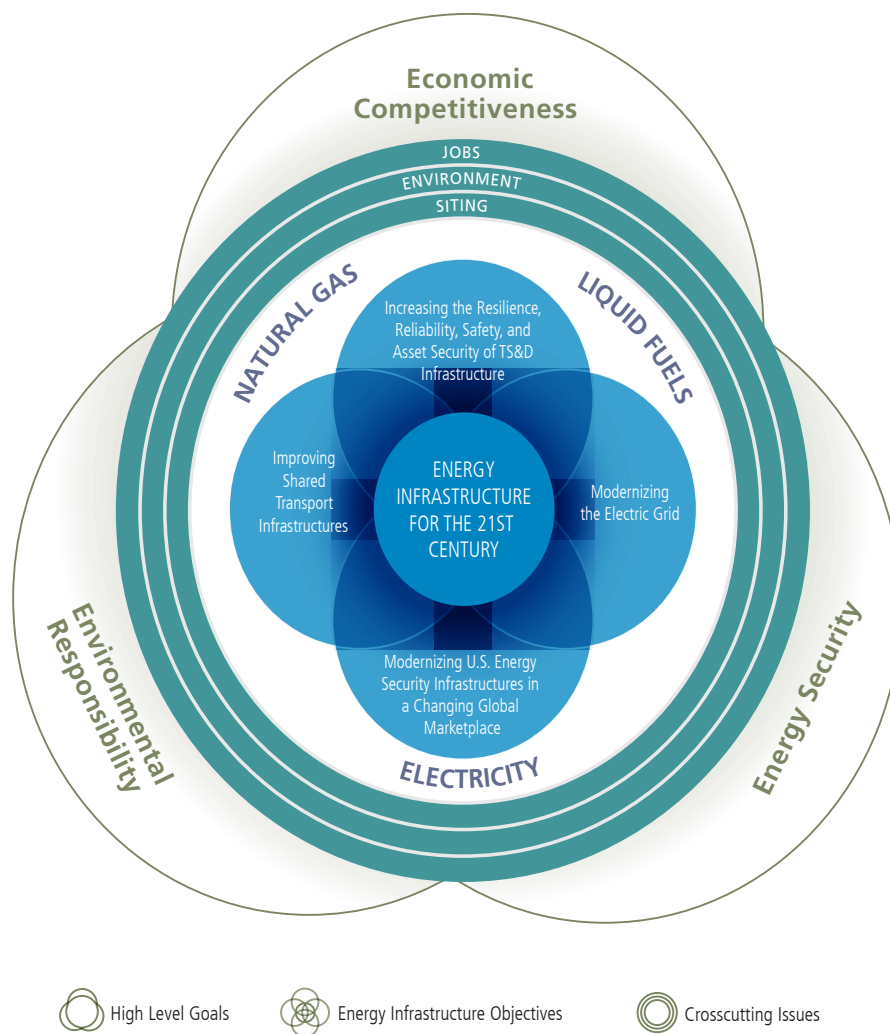 Economic
Competitiveness
JOBS
ENVIRONMENT
SITING
NATURAL GAS
LIQUID FUELS
Increasing the Resilience,
Reliability, Safety, and
Asset Security of TS&D
Infrastructure
Improving
Shared
Transport
Infrastructures
ENERGY
INFRASTRUCTURE
FOR THE 21ST
CENTURY
Modernizing
the Electric Grid
Modernizing U.S. Energy
Security Infrastructures in
a Changing Global
Marketplace
ELECTRICITY
Environmental
Responsibility
Energy Security
High Level Goals
Energy Infrastructure Objectives
Crosscutting Issues